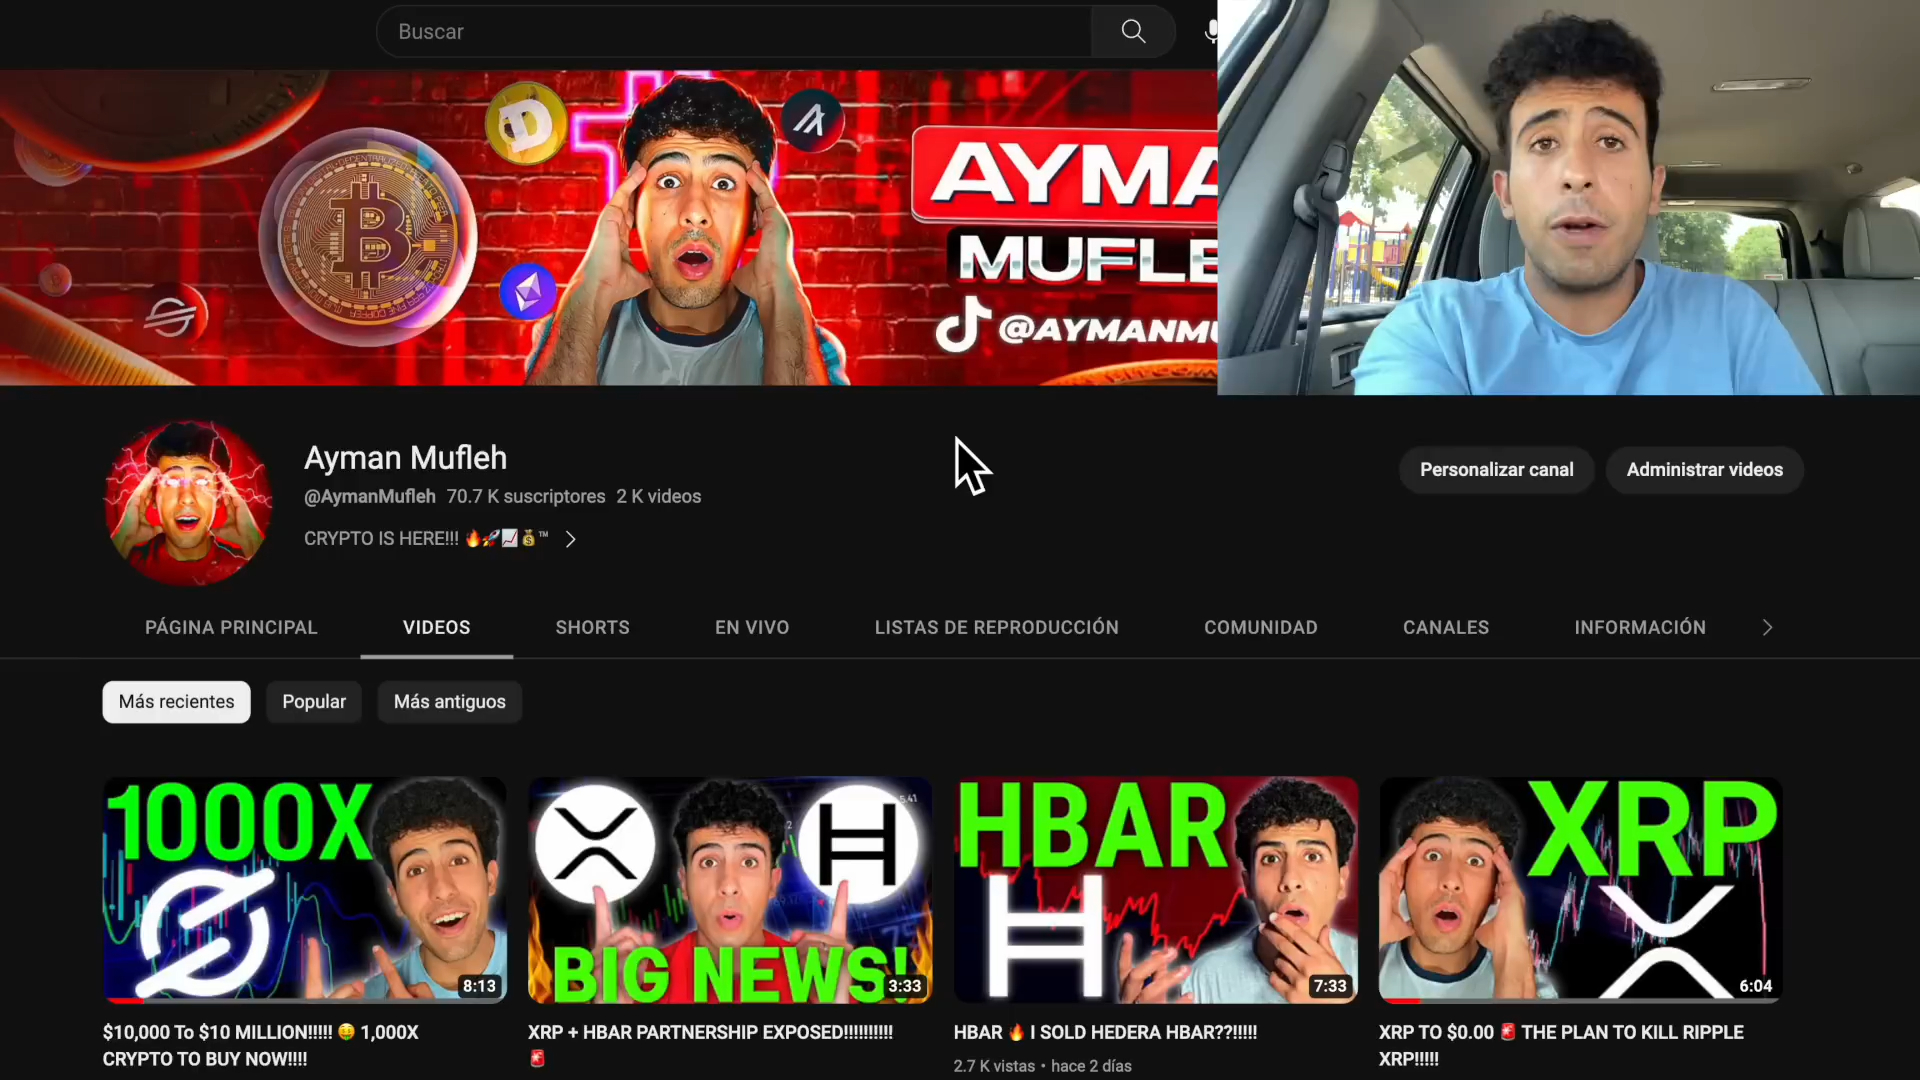 Buscar
AYMA
MUFLE
@AYMANMU
Ayman Mufleh
@AymanMufleh 70.7 K suscriptores 2 K videos
CRYPTO IS HERE!!! 🔥🚀📈💰™
Personalizar canal
Administrar videos
PÁGINA PRINCIPAL
VIDEOS
SHORTS
EN VIVO
LISTAS DE REPRODUCCIÓN
COMUNIDAD
CANALES
INFORMACIÓN
Más recientes
Popular
Más antiguos
1000X
8:13
BIG NEWS!
3:33
HBAR
7:33
XRP
6:04
$10,000 To $10 MILLION!!!!! 🤑 1,000X
CRYPTO TO BUY NOW!!!!
XRP + HBAR PARTNERSHIP EXPOSED!!!!!!!!!!
🚨
HBAR 🔥 I SOLD HEDERA HBAR??!!!!!
2.7 K vistas • hace 2 días
XRP TO $0.00 🚨 THE PLAN TO KILL RIPPLE
XRP!!!!!